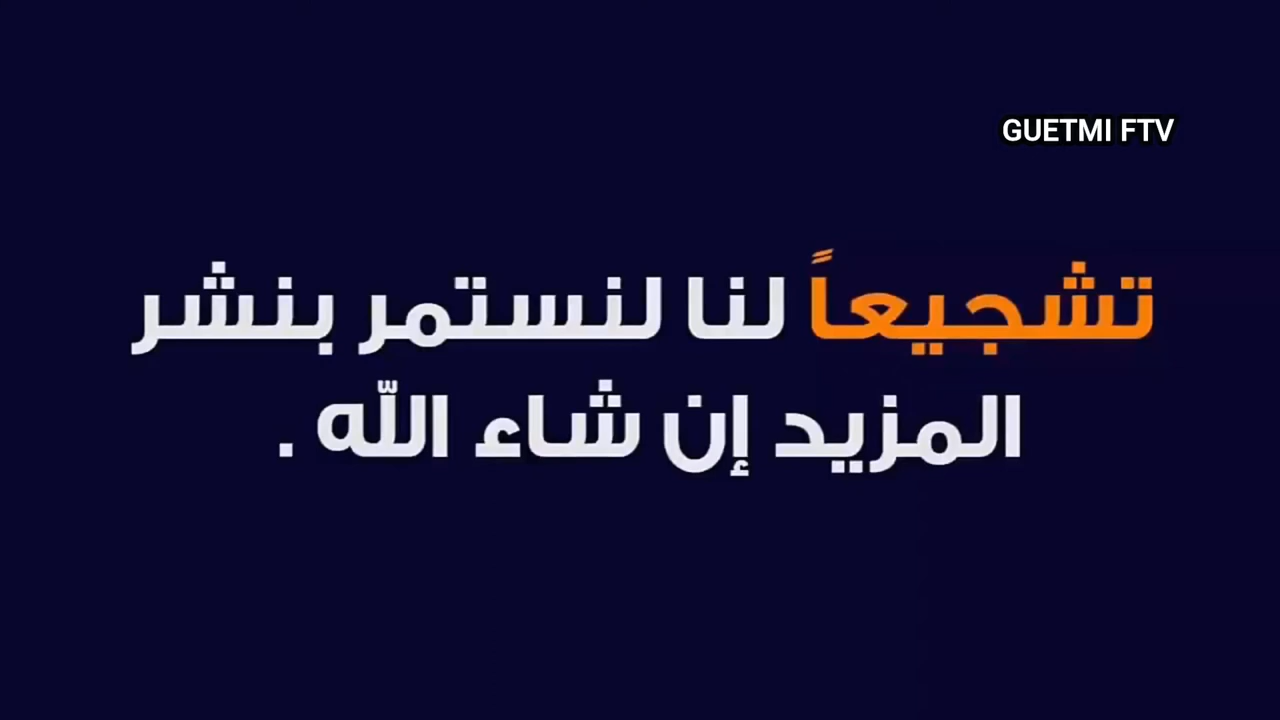 GUETMI FTV
تشجيعاً لنا لنستمر بنشر
المزيد إن شاء اللّه .